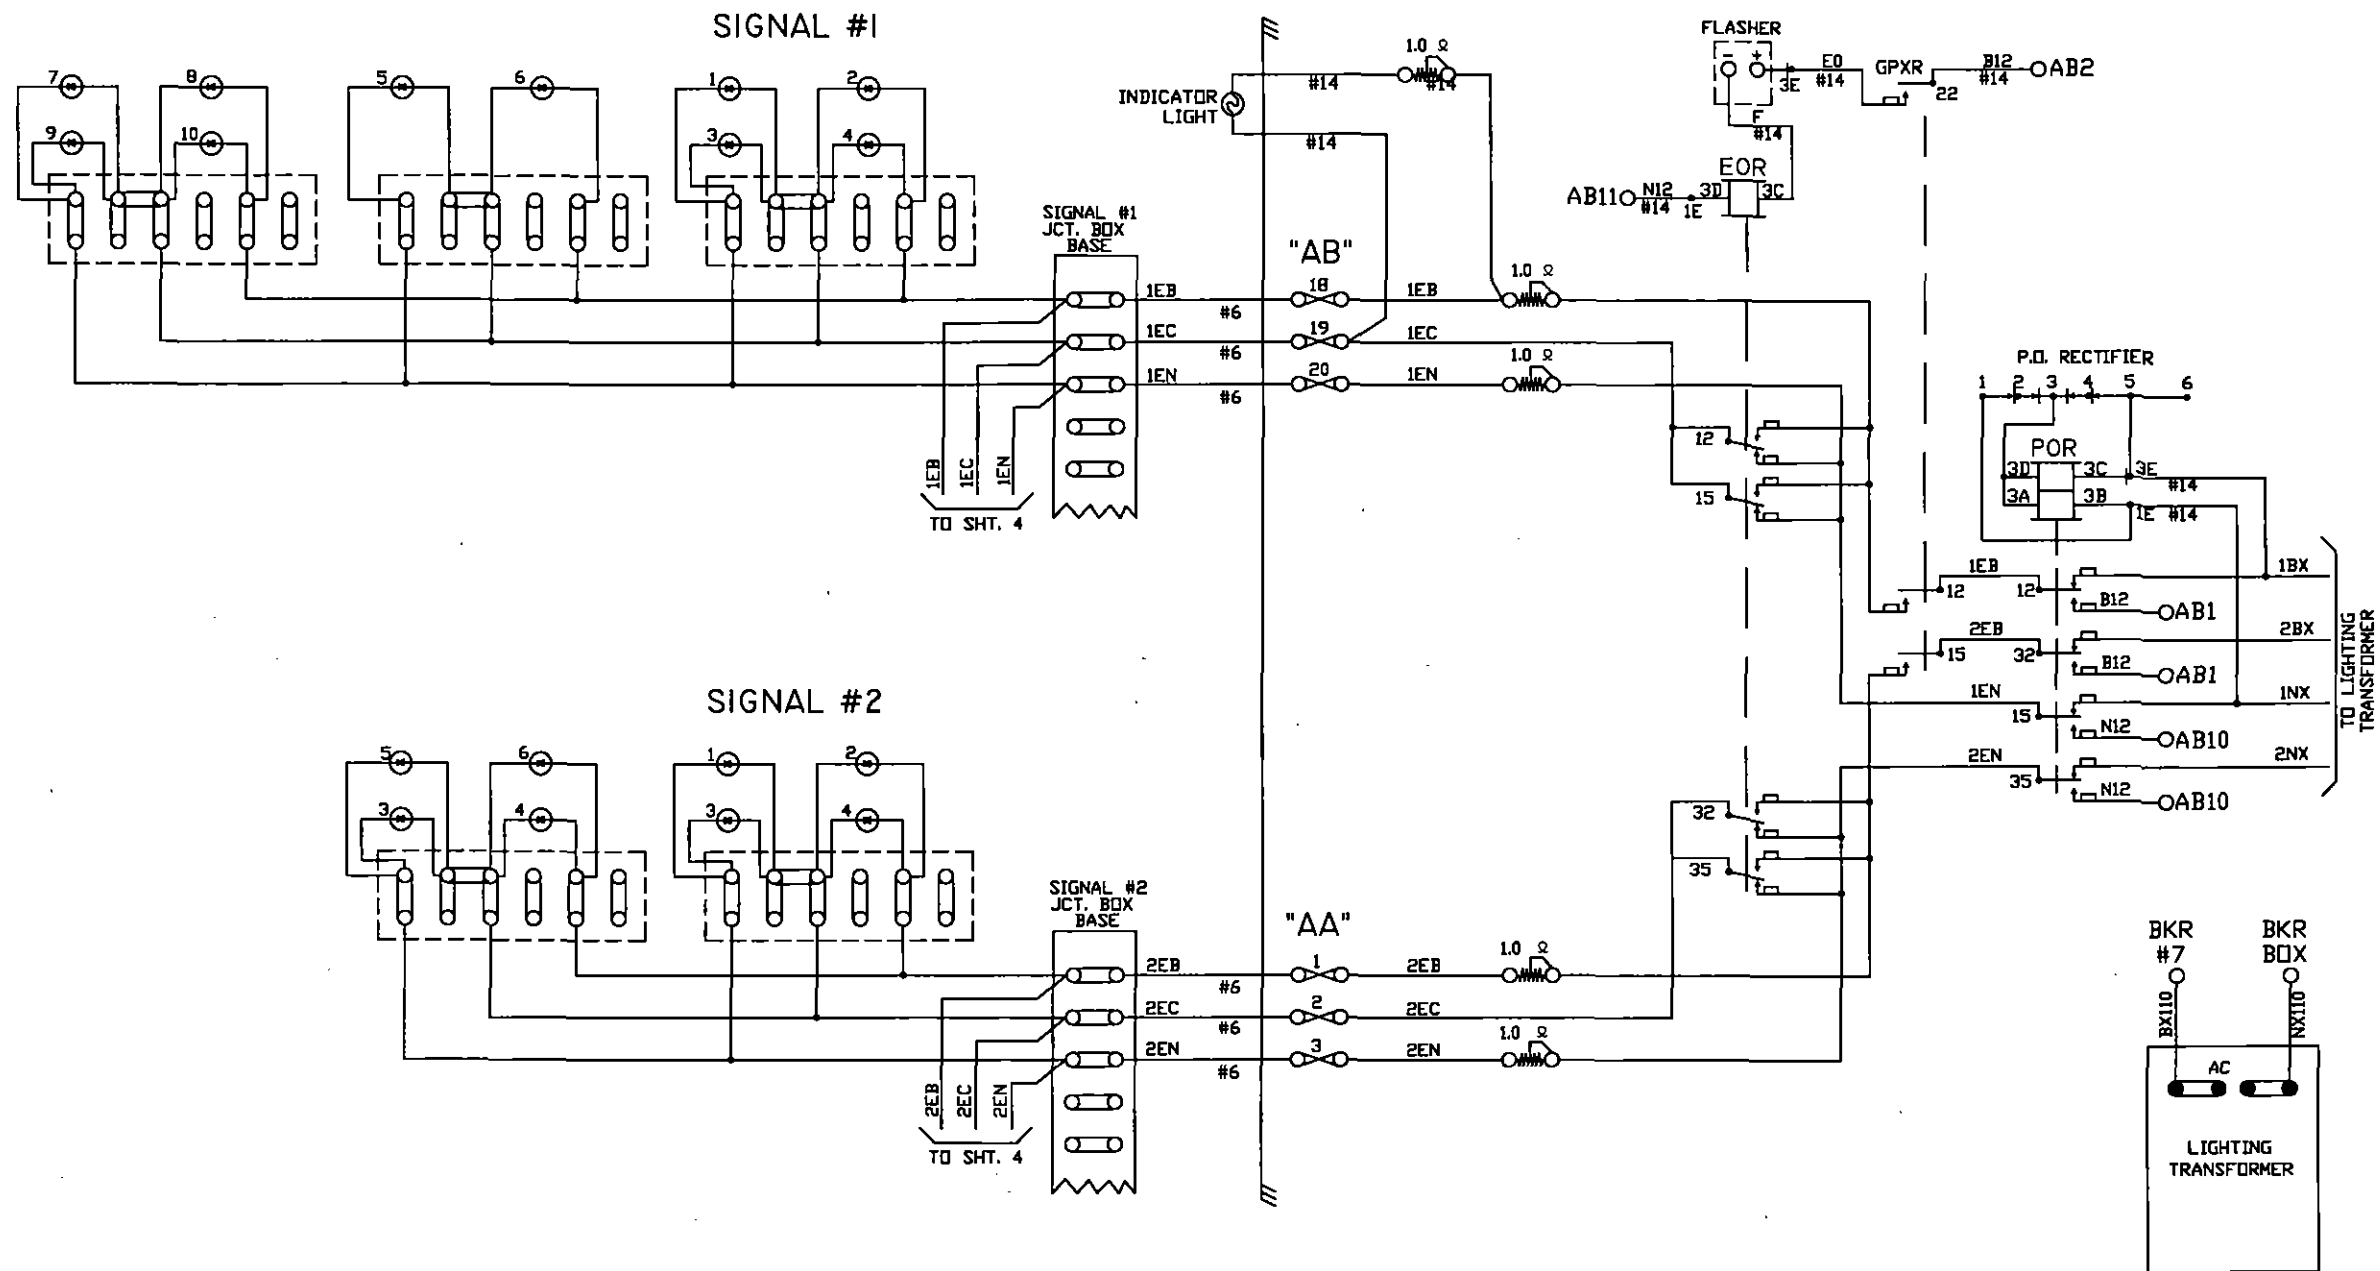 SIGNAL #1
7 8
9 10
5 6
1 2
3 4
SIGNAL #1
JCT. BOX
BASE
1EB
#6
1EC
#6
1EN
#6
1EB
1EC
1EN
TO SHT. 4
INDICATOR
LIGHT
#14
#14
1.0 Ω
#14
"AB"
18
19
20
1EB
1EC
1EN
1.0 Ω
1.0 Ω
FLASHER
- +
3E
EO
#14
GPXR
22
B12
#14
AB2
F
#14
EOR
AB11
N12
#14
1E
3D
3C
12
15
P.O. RECTIFIER
1 2 3 4 5 6
POR
3D
3C
3E
#14
3A
3B
1E
#14
12
1EB
12
1BX
B12
AB1
15
2EB
32
2BX
B12
AB1
1EN
15
1NX
N12
AB10
2EN
35
2NX
N12
AB10
TO LIGHTING
TRANSFORMER
SIGNAL #2
5 6
3 4
1 2
3 4
SIGNAL #2
JCT. BOX
BASE
2EB
#6
2EC
#6
2EN
#6
2EB
2EC
2EN
TO SHT. 4
"AA"
1
2
3
2EB
2EC
2EN
1.0 Ω
1.0 Ω
32
35
BKR
#7
BKR
BOX
BX110
NX110
AC
LIGHTING
TRANSFORMER